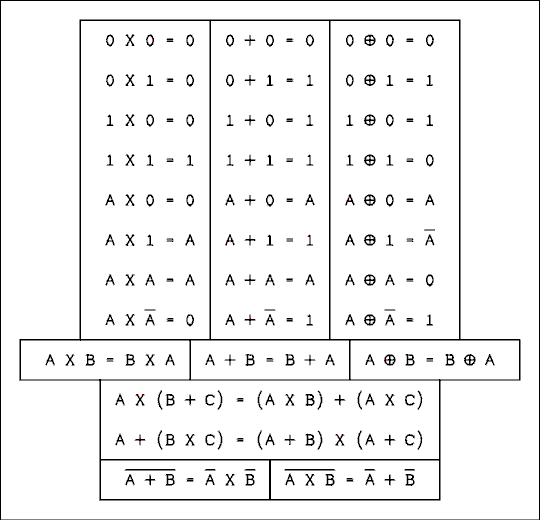 0 X 0 = 0 0 + 0 = 0 0 ⊕ 0 = 0
0 X 1 = 0 0 + 1 = 1 0 ⊕ 1 = 1
1 X 0 = 0 1 + 0 = 1 1 ⊕ 0 = 1
1 X 1 = 1 1 + 1 = 1 1 ⊕ 1 = 0
A X 0 = 0 A + 0 = A A ⊕ 0 = A
A X 1 = A A + 1 = 1 A ⊕ 1 = A̅
A X A = A A + A = A A ⊕ A = 0
A X A̅ = 0 A + A̅ = 1 A ⊕ A̅ = 1
A X B = B X A A + B = B + A A ⊕ B = B ⊕ A
A X (B + C) = (A X B) + (A X C)
A + (B X C) = (A + B) X (A + C)
A̅ ̅+̅ ̅B̅ = A̅ X B̅ A̅ ̅X̅ ̅B̅ = A̅ + B̅